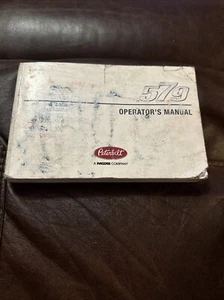 579
OPERATOR'S MANUAL
Peterbilt
A PACCAR COMPANY